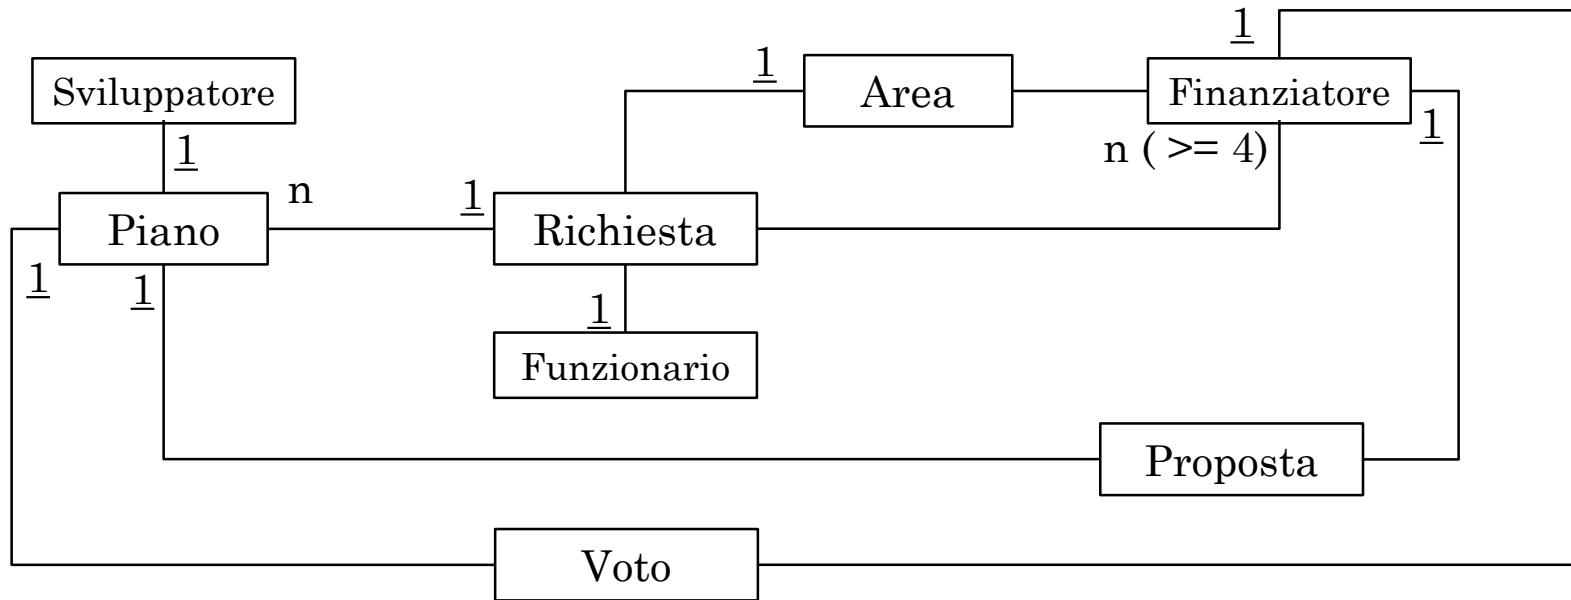 1
1
Sviluppatore
Area
Finanziatore
1
n ( >= 4)
1
n
1
Piano
Richiesta
1
1
1
Funzionario
Proposta
Voto